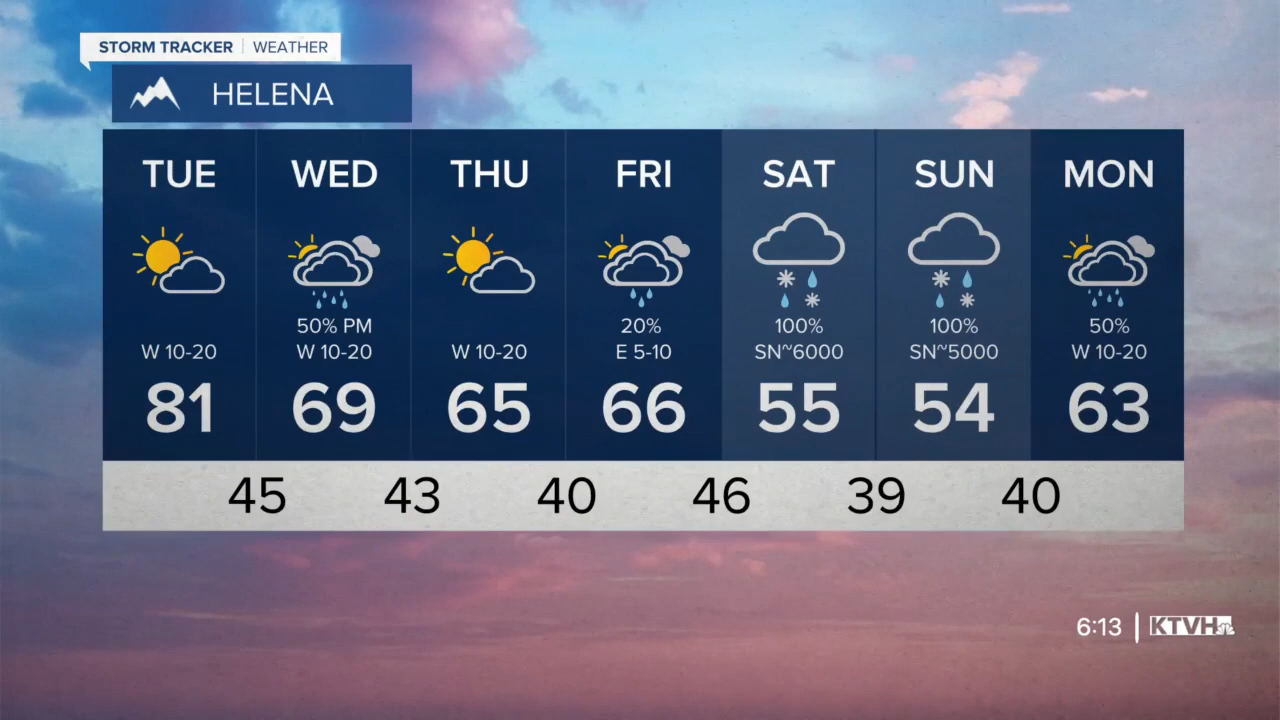 STORM TRACKER | WEATHER
HELENA
TUE WED THU FRI SAT SUN MON
50% PM 20% 100% 100% 50%
W 10-20 W 10-20 W 10-20 E 5-10 SN~6000 SN~5000 W 10-20
81 69 65 66 55 54 63
45 43 40 46 39 40
6:13 | KTVH